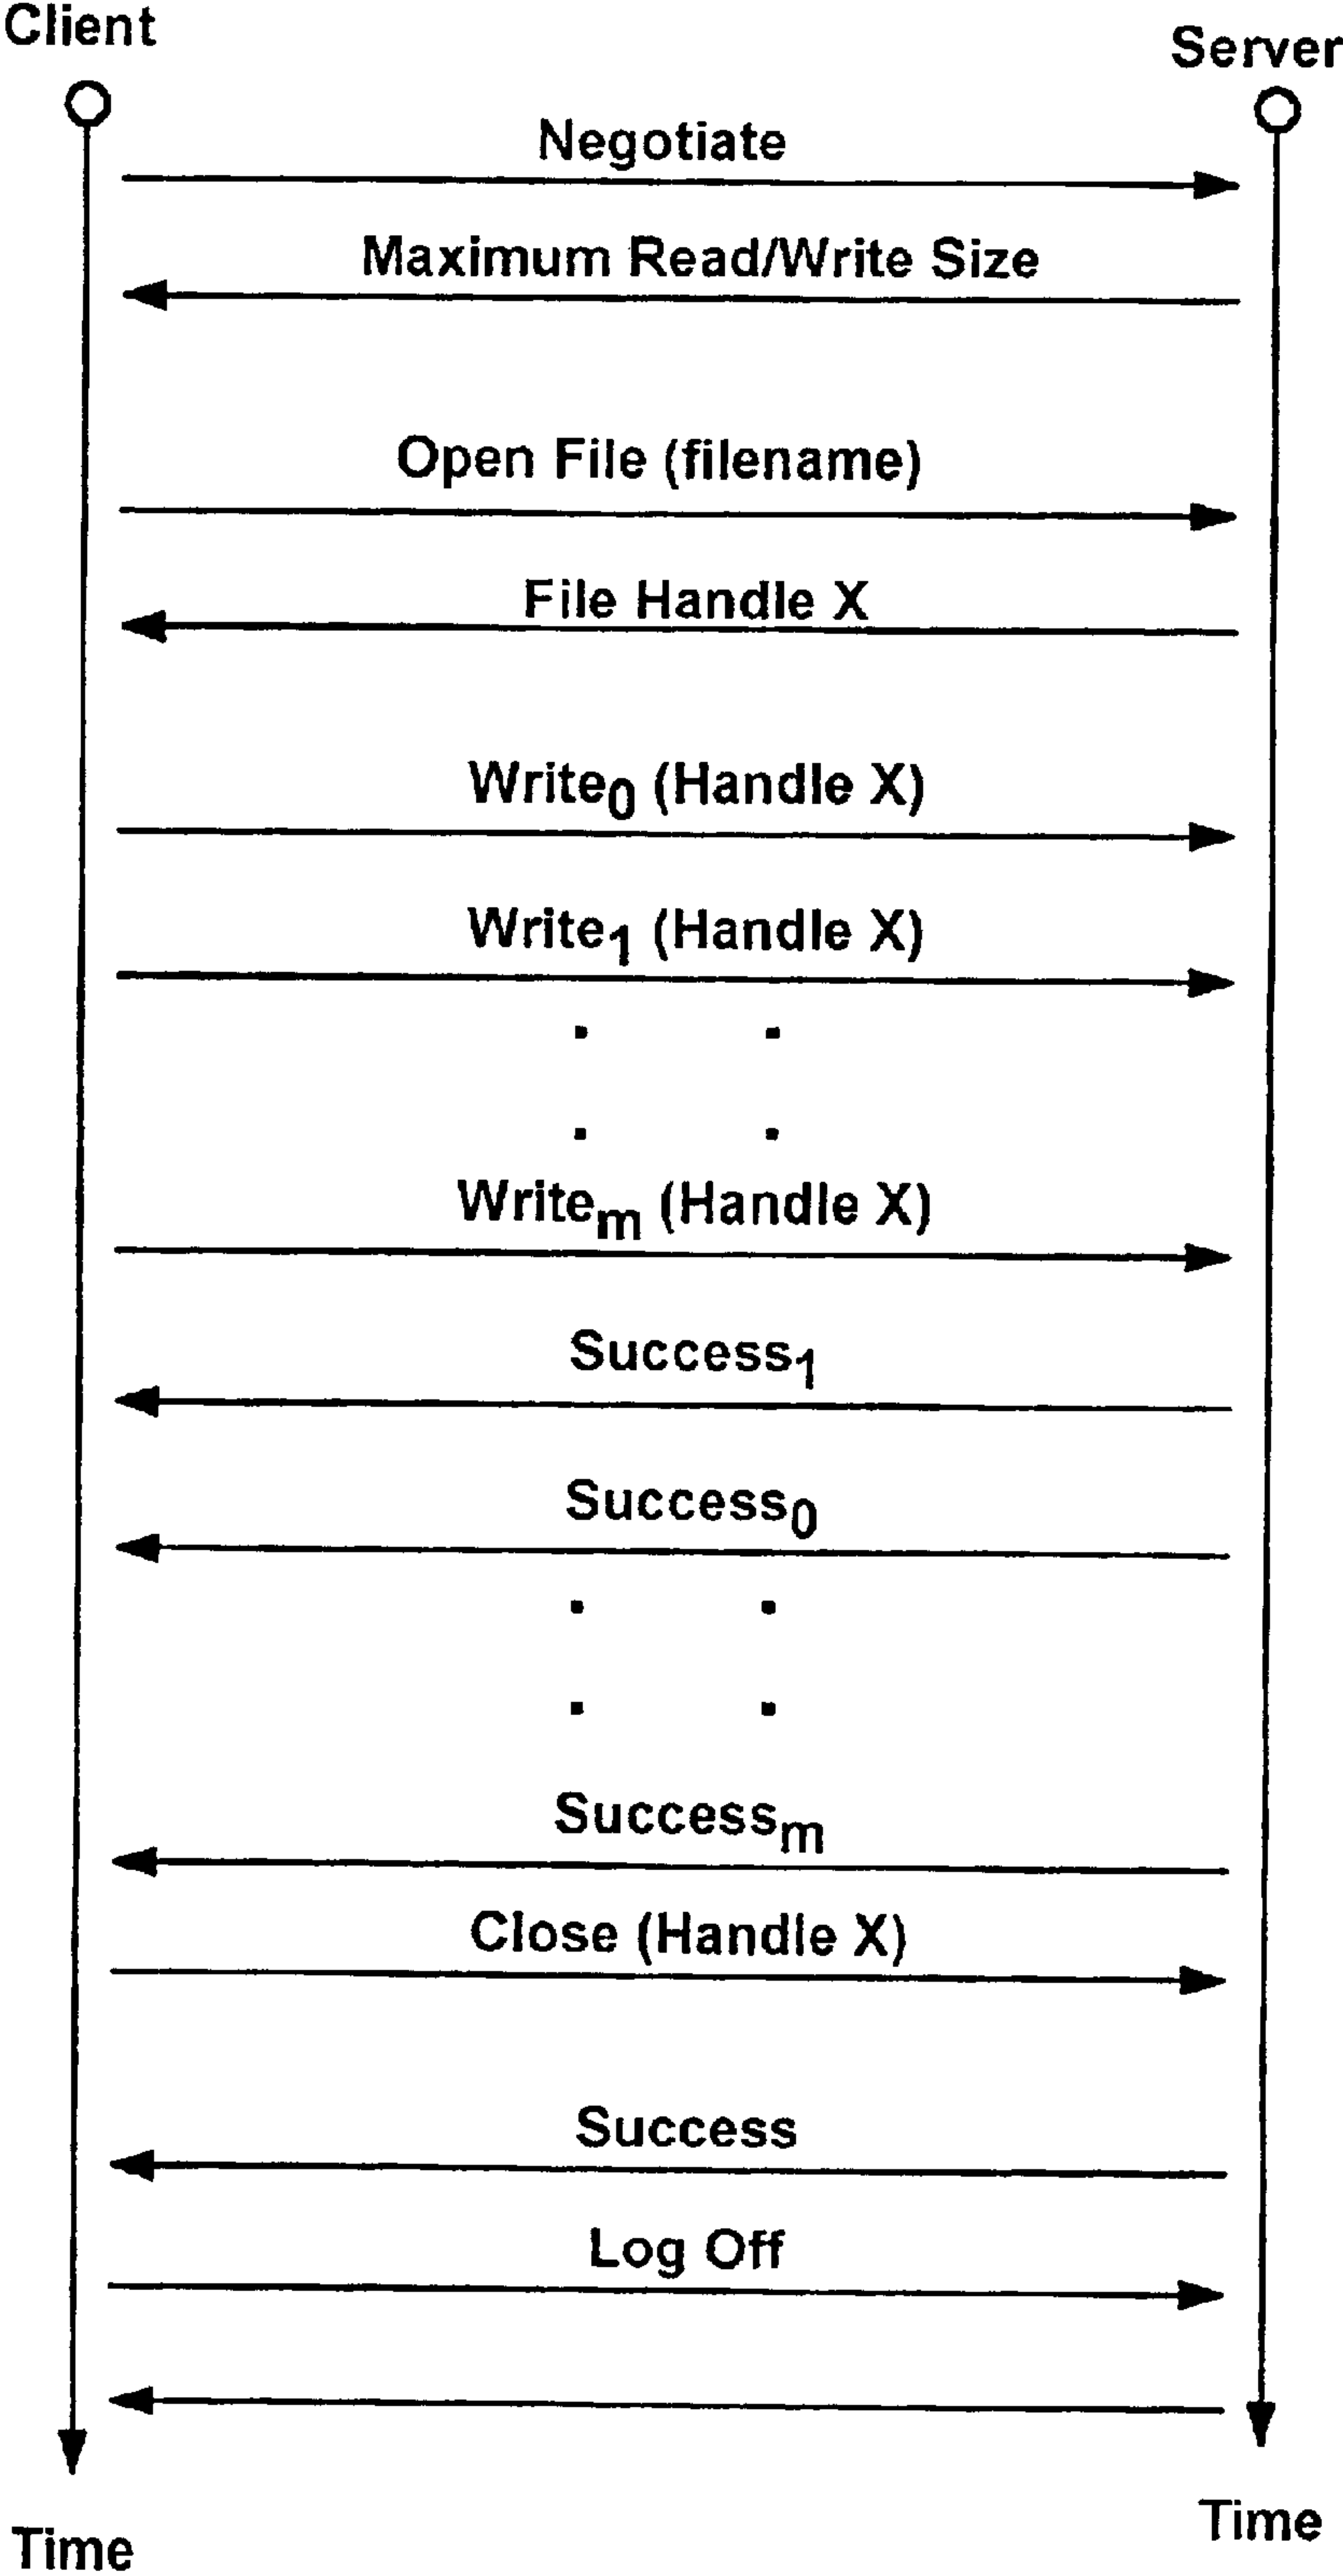 Client
Server
Negotiate
Maximum Read/Write Size
Open File (filename)
File Handle X
Write0 (Handle X)
Write1 (Handle X)
Writem (Handle X)
Success1
Success0
Successm
Close (Handle X)
Success
Log Off
Time
Time